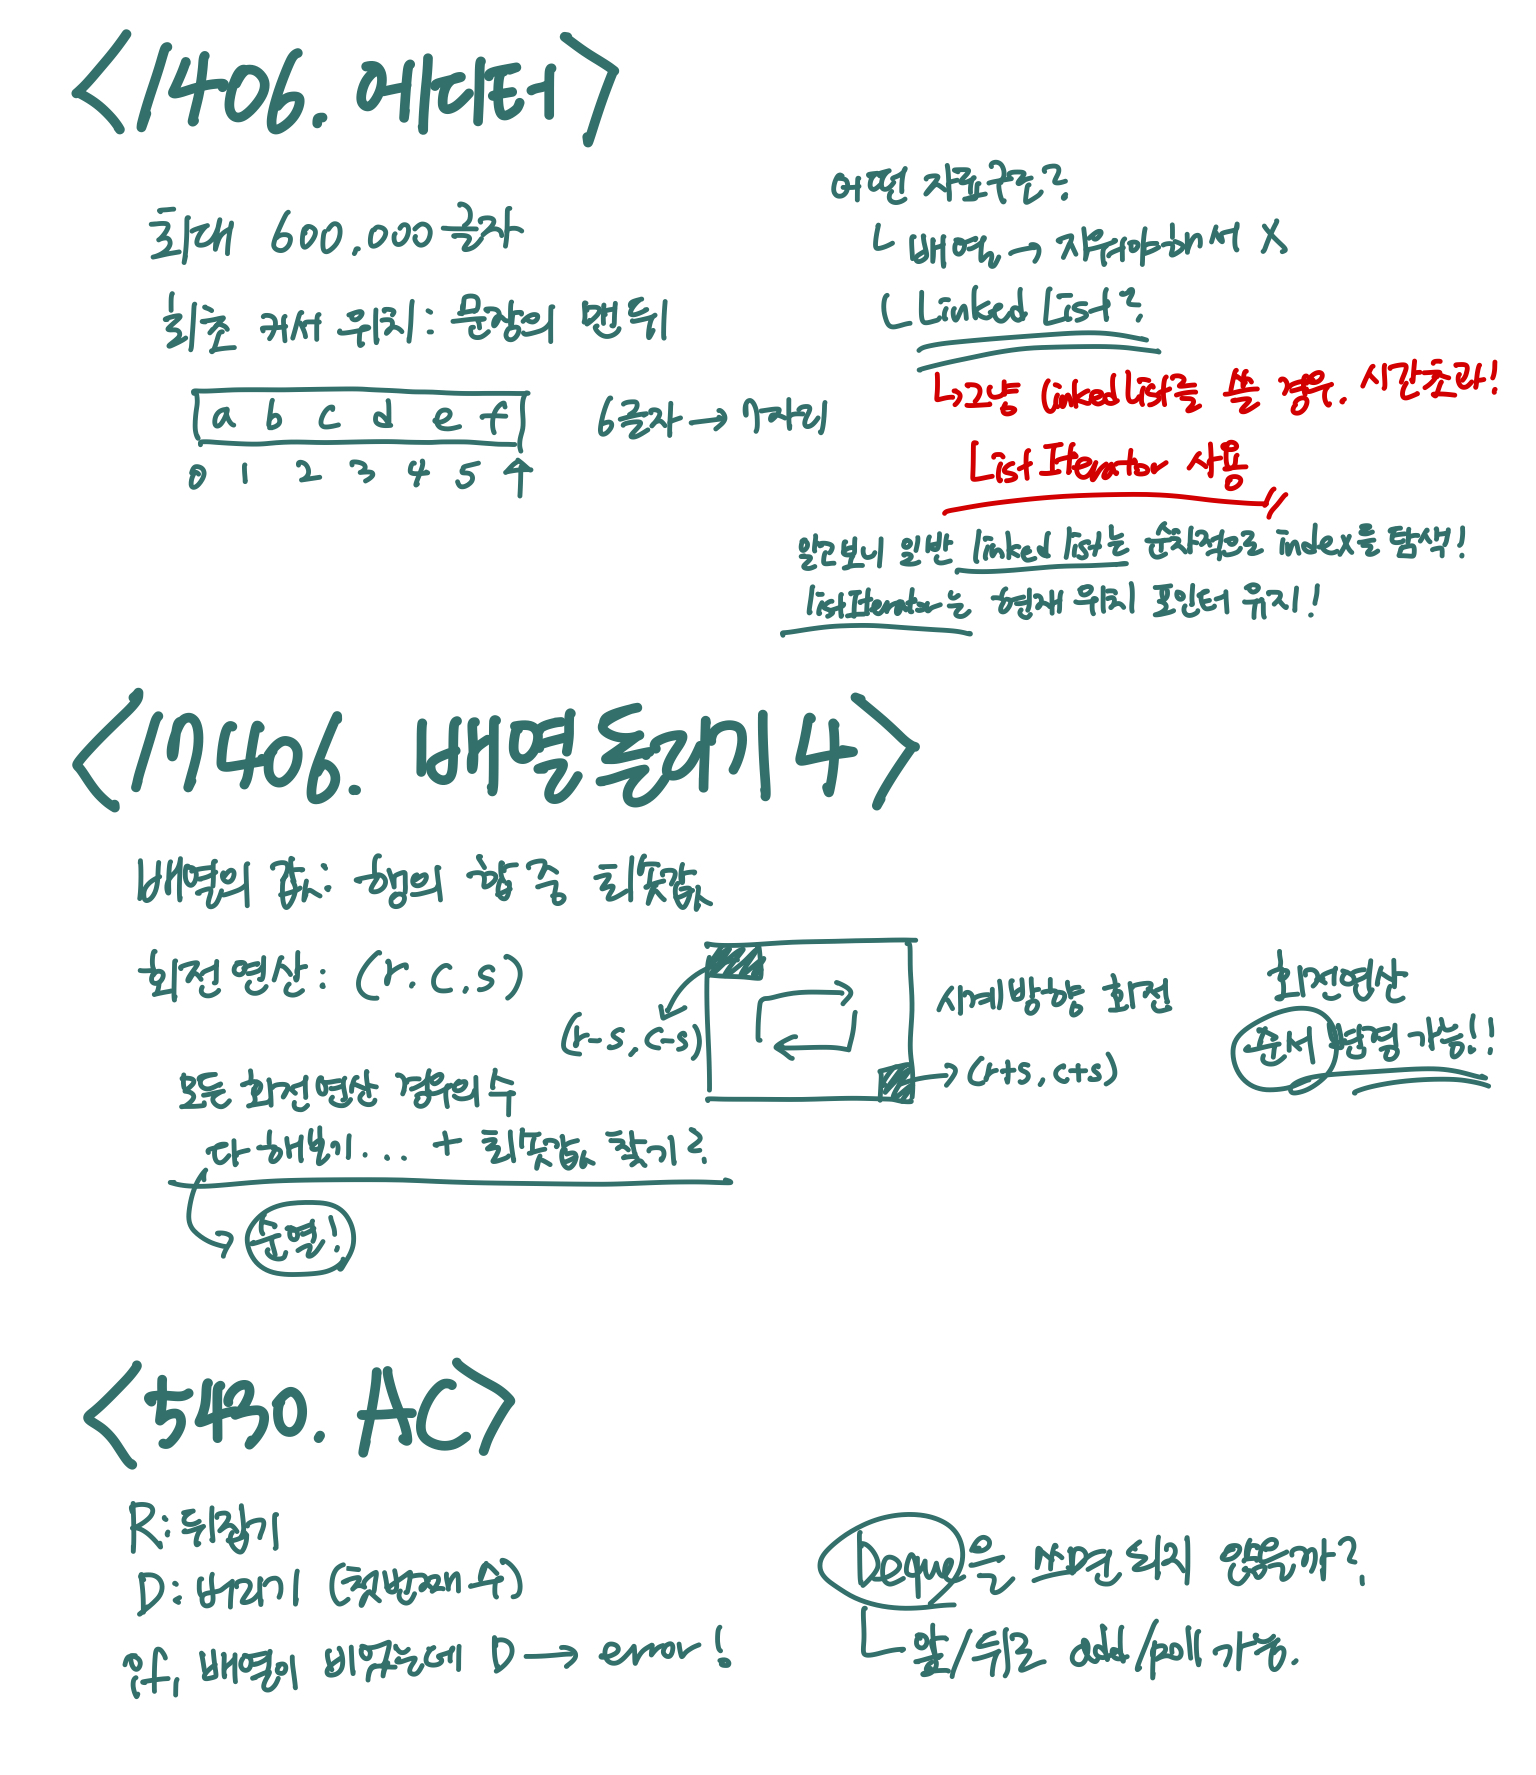 <1406. 에디터>
최대 600,000글자
최초 커서 위치: 문장의 맨 뒤
a b c d e f
0 1 2 3 4 5 ↑
6글자 → 7자리
어떤 자료구조?
ㄴ 배열 → 지워야해서 X
ㄴ Linked List?
ㄴ> 그냥 linked list를 쓸 경우, 시간초과!
List Iterator 사용
알고보니 일반 linked list는 순차적으로 index를 탐색!
listIterator는 현재 위치 포인터 유지!
<17406. 배열 돌리기 4>
배열의 값: 행의 합 중 최솟값
회전 연산: (r, c, s)
(r-s, c-s)
시계방향 회전
(r+s, c+s)
회전연산
순서 변경 가능!!
모든 회전연산 경우의 수
다 해보기... + 최솟값 찾기?
순열!
<5430. AC>
R: 뒤집기
D: 버리기 (첫번째 수)
if, 배열이 비었는데 D → error!
Deque을 쓰면 되지 않을까?
ㄴ 앞/뒤로 add/poll 가능.